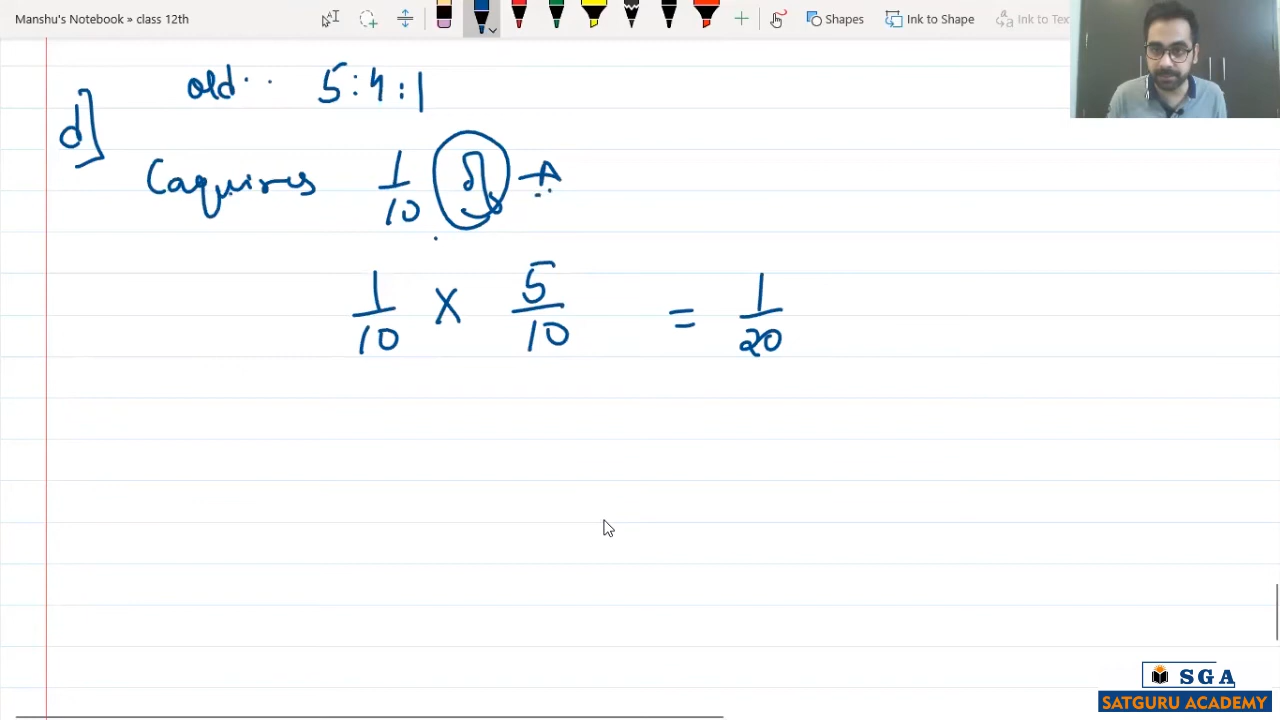 Manshu's Notebook » class 12th
Shapes
Ink to Shape
Ink to Tex
old 5:4:1
d]
C aquires 1/10 A
1/10 × 5/10 = 1/20
SGA
SATGURU ACADEMY